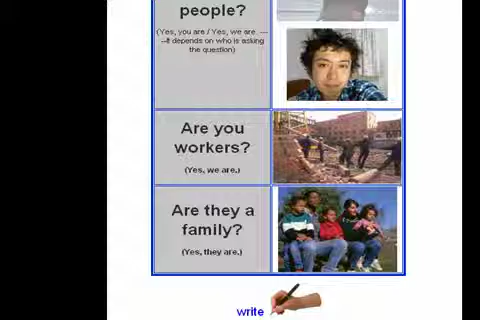 people?
(Yes, you are / Yes, we are. ---
--It depends on who is asking
the question)
Are you
workers?
(Yes, we are.)
Are they a
family?
(Yes, they are.)
write